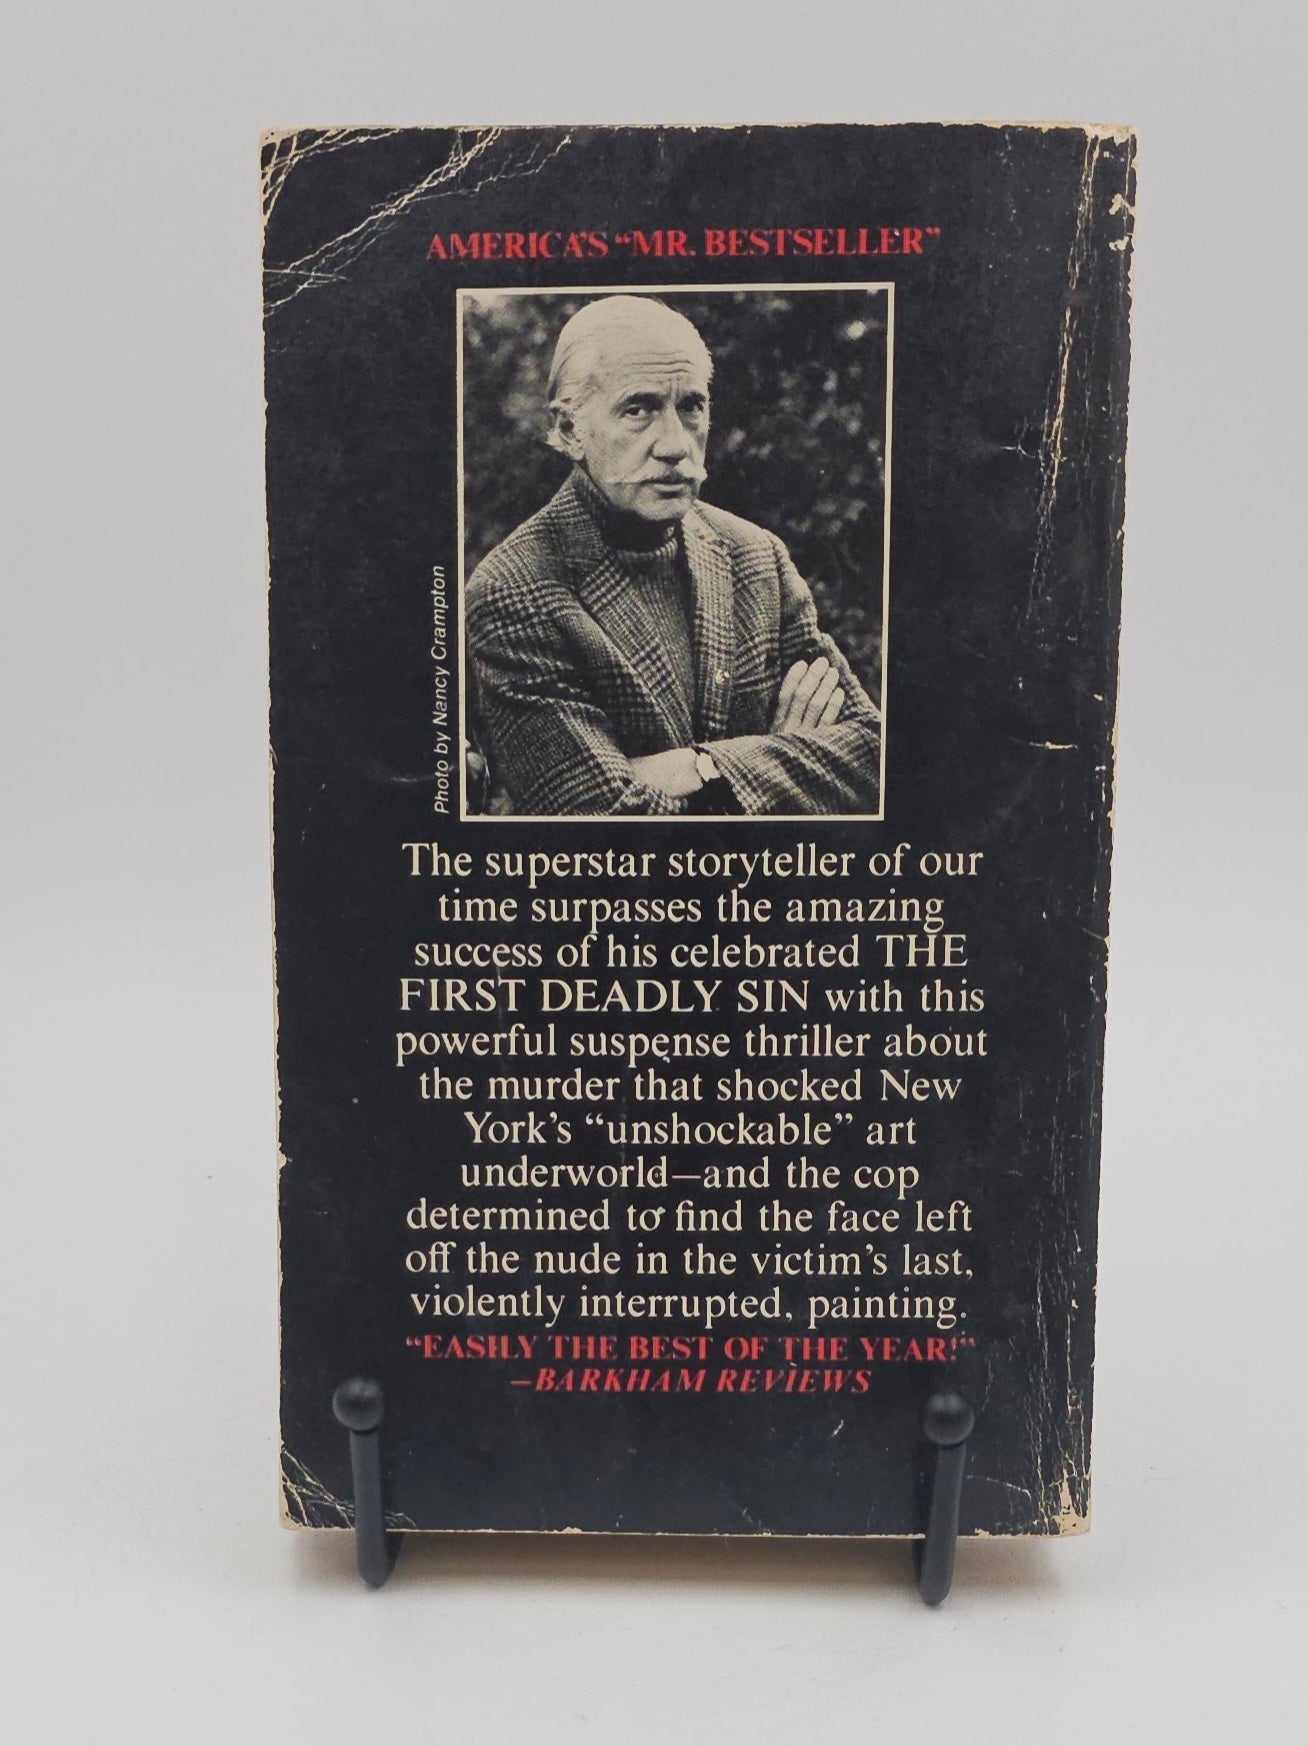 AMERICA'S “MR. BESTSELLER”
Photo by Nancy Crampton
The superstar storyteller of our
time surpasses the amazing
success of his celebrated THE
FIRST DEADLY SIN with this
powerful suspense thriller about
the murder that shocked New
York's “unshockable” art
underworld—and the cop
determined to find the face left
off the nude in the victim's last,
violently interrupted, painting.
“EASILY THE BEST OF THE YEAR!”
—BARKHAM REVIEWS